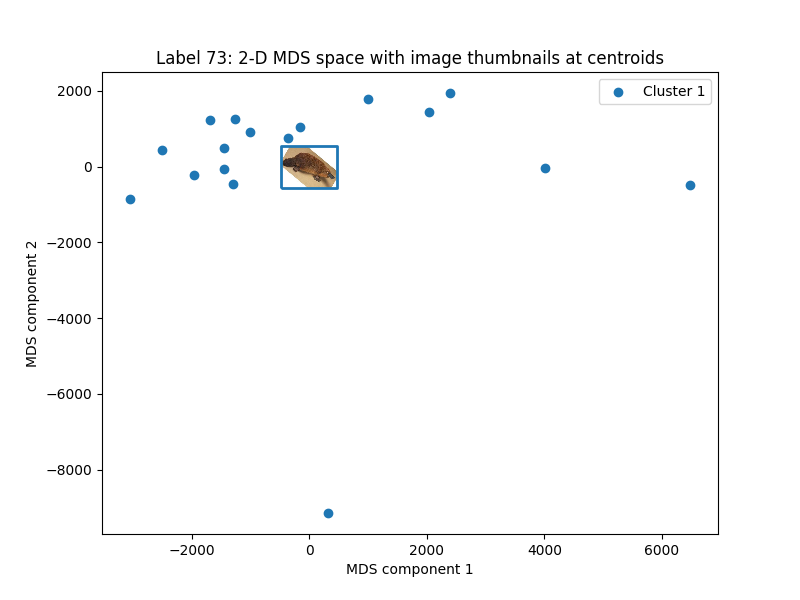 Label 73: 2-D MDS space with image thumbnails at centroids
Cluster 1
2000
0
−2000
−4000
−6000
−8000
MDS component 2
−2000 0 2000 4000 6000
MDS component 1